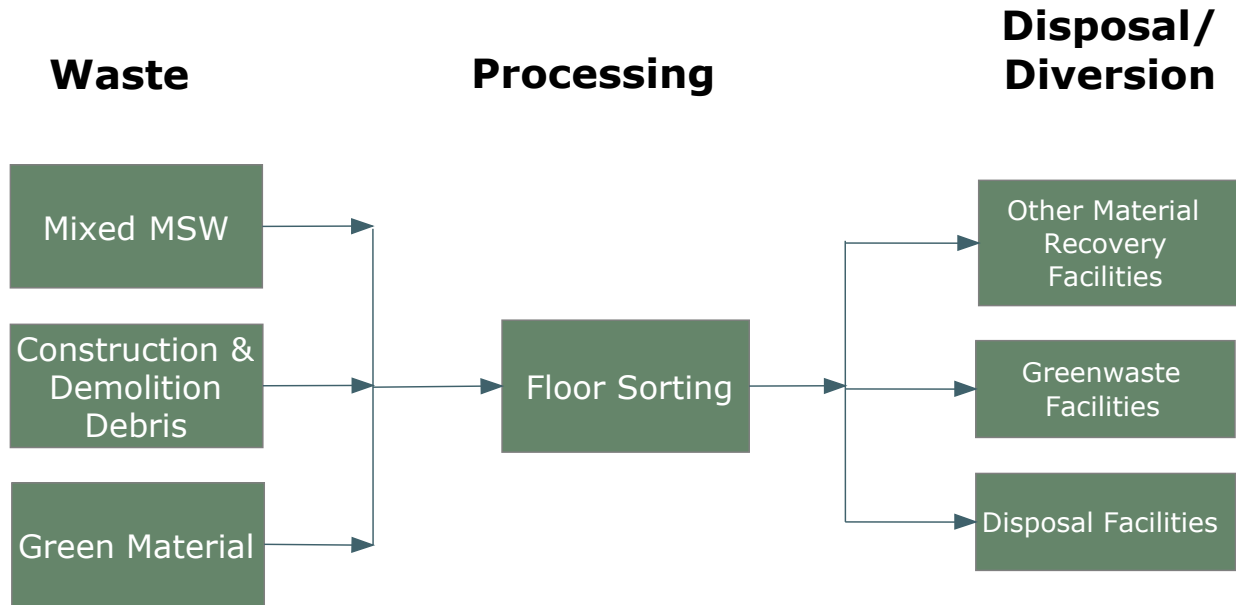 Waste
Processing
Disposal/
Diversion
Mixed MSW
Construction &
Demolition
Debris
Green Material
Floor Sorting
Other Material
Recovery
Facilities
Greenwaste
Facilities
Disposal Facilities